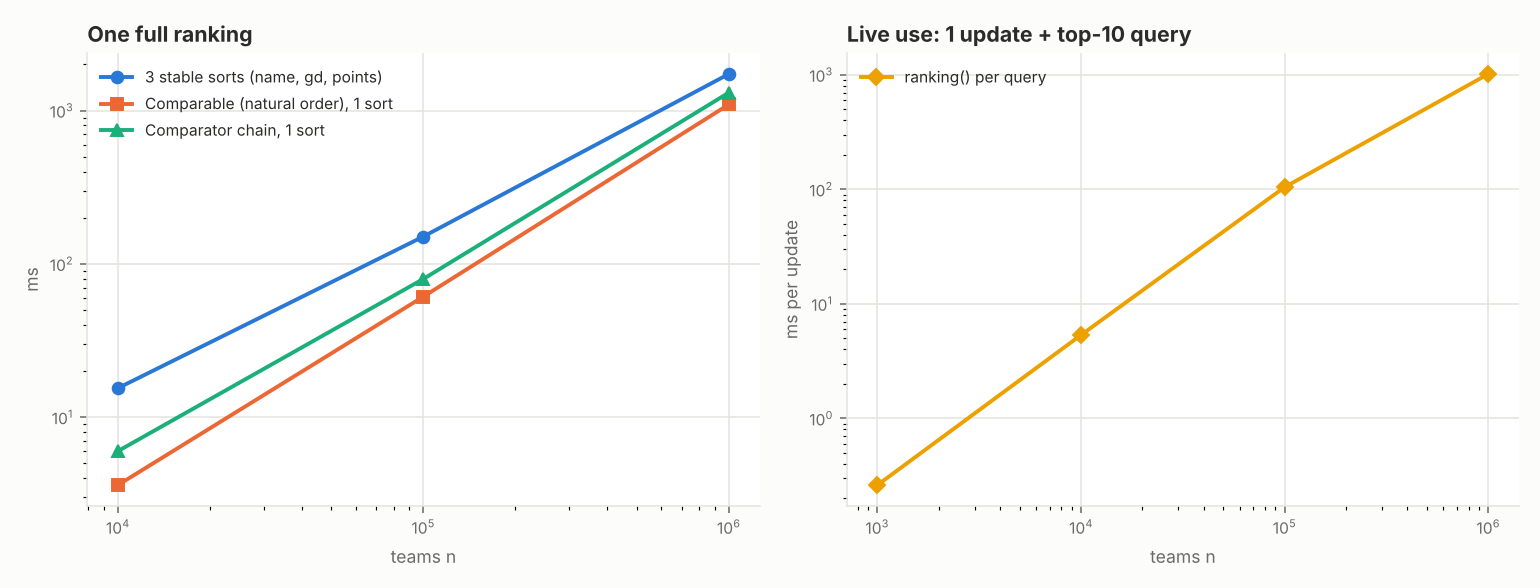 One full ranking
3 stable sorts (name, gd, points)
Comparable (natural order), 1 sort
Comparator chain, 1 sort
10³
10²
10¹
ms
10⁴
10⁵
10⁶
teams n
Live use: 1 update + top-10 query
ranking() per query
10³
10²
10¹
10⁰
ms per update
10³
10⁴
10⁵
10⁶
teams n